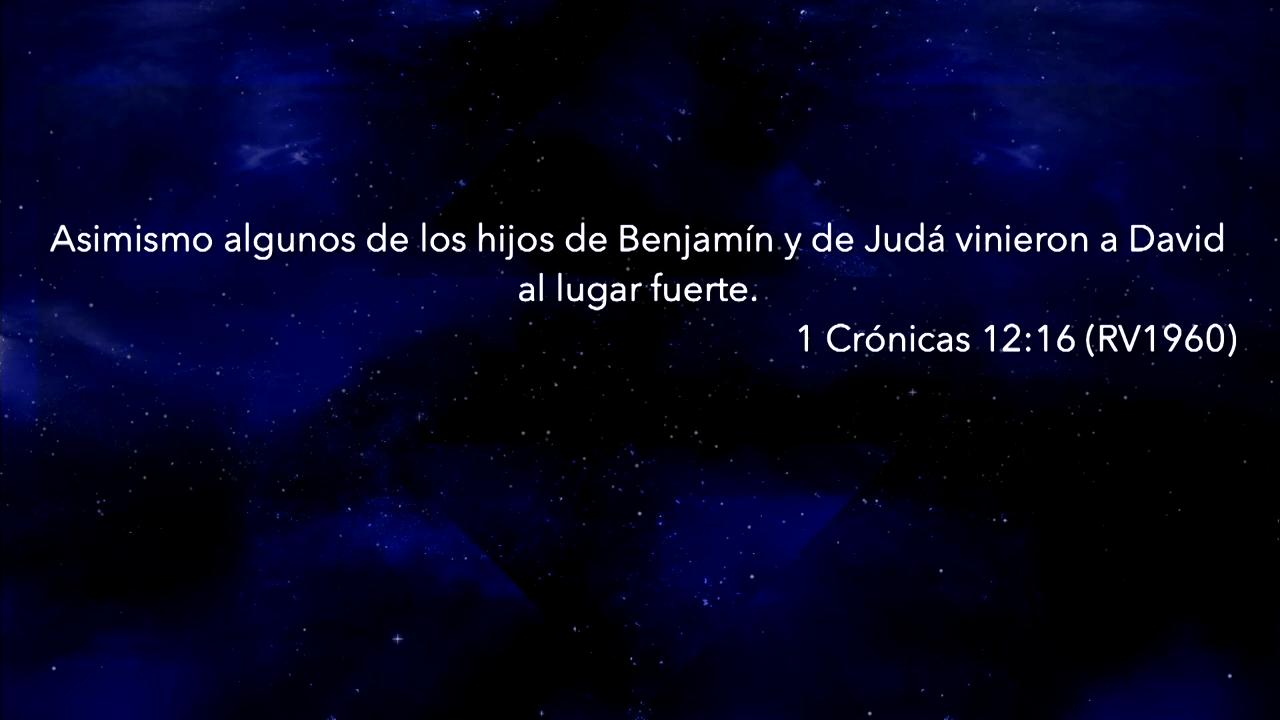 Asimismo algunos de los hijos de Benjamín y de Judá vinieron a David
al lugar fuerte.
1 Crónicas 12:16 (RV1960)